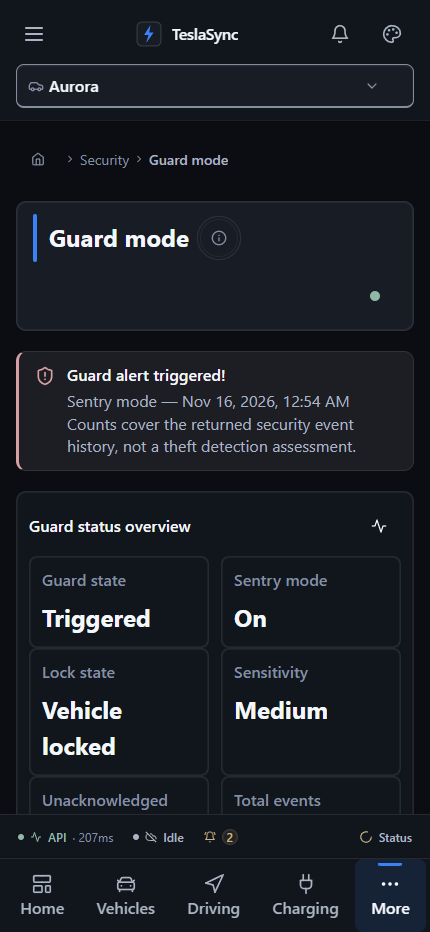 TeslaSync
Aurora
Security
Guard mode
Guard mode
Guard alert triggered!
Sentry mode — Nov 16, 2026, 12:54 AM
Counts cover the returned security event
history, not a theft detection assessment.
Guard status overview
Guard state
Triggered
Sentry mode
On
Lock state
Vehicle
locked
Sensitivity
Medium
Unacknowledged
Total events
API · 207ms
Idle
2
Status
Home
Vehicles
Driving
Charging
More